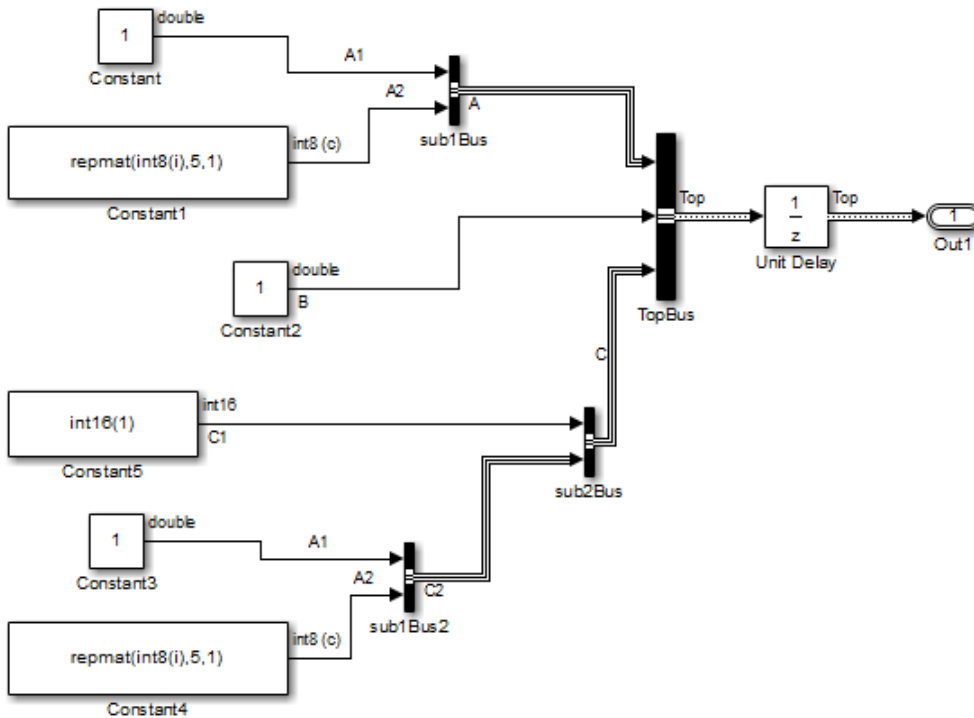 1
double
Constant
A1
A2
A
sub1Bus
repmat(int8(i),5,1)
int8 (c)
Constant1
Top
1
z
Top
Unit Delay
1
Out1
1
double
B
Constant2
TopBus
C
int16(1)
int16
C1
Constant5
sub2Bus
1
double
Constant3
A1
A2
C2
sub1Bus2
repmat(int8(i),5,1)
int8 (c)
Constant4